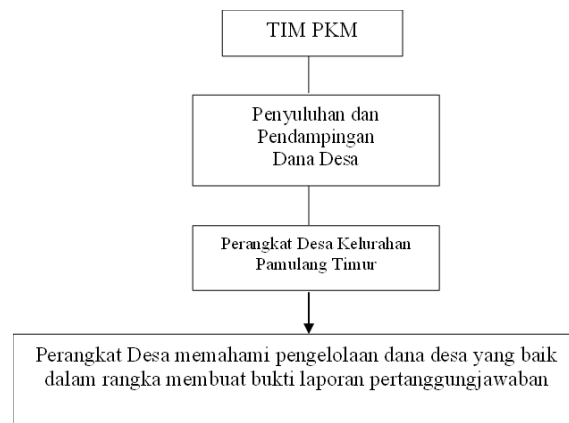 TIM PKM
Penyuluhan dan
Pendampingan
Dana Desa
Perangkat Desa Kelurahan
Pamulang Timur
Perangkat Desa memahami pengelolaan dana desa yang baik
dalam rangka membuat bukti laporan pertanggungjawaban